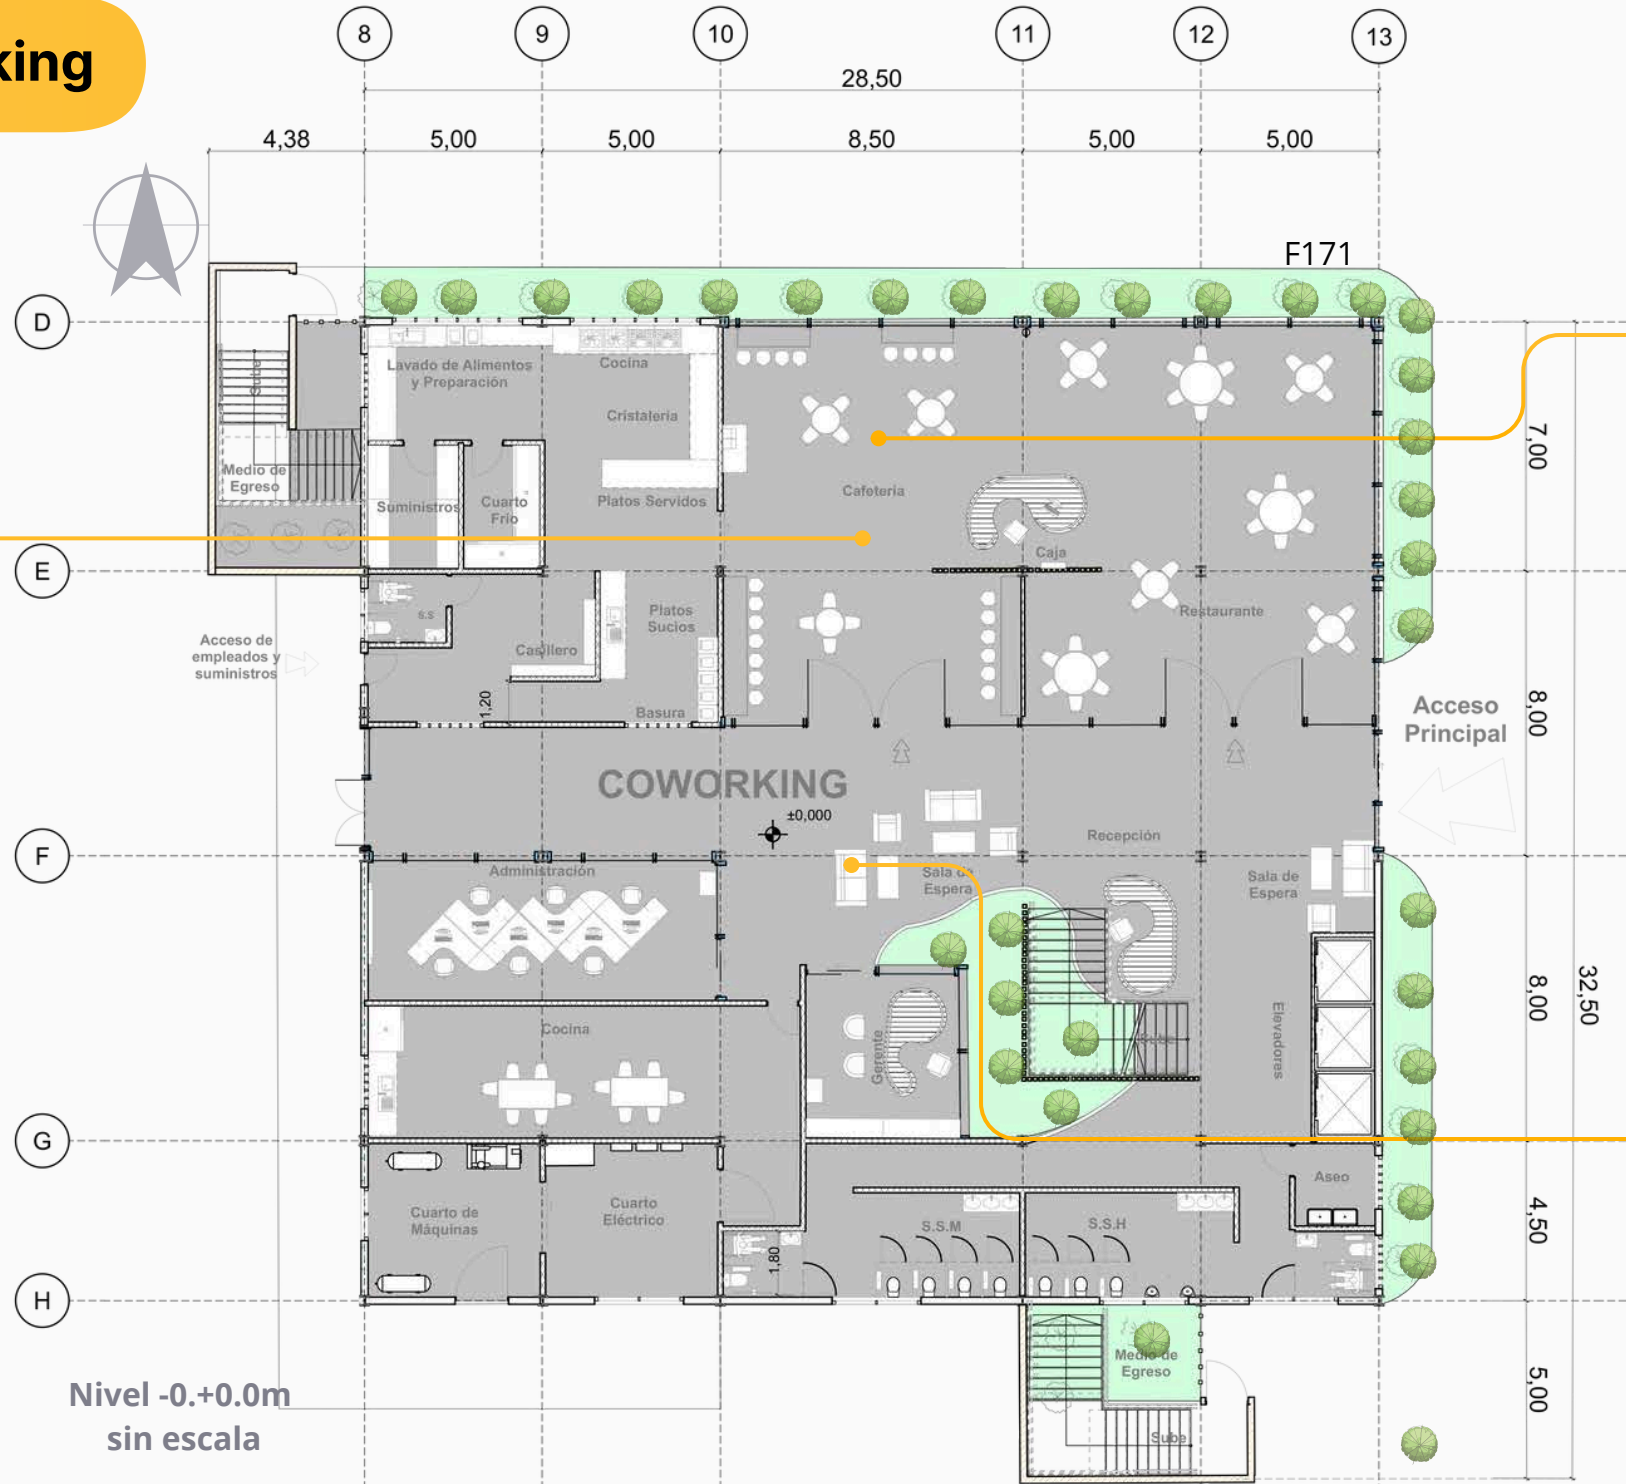 king
8
9
10
11
12
13
28,50
4,38
5,00
5,00
8,50
5,00
5,00
F171
D
Sube
Lavado de Alimentos
y Preparación
Cocina
Cristaleria
Medio de
Egreso
Suministros
Cuarto
Frío
Platos Servidos
Cafeteria
Caja
7,00
E
s.s
Platos
Sucios
Restaurante
Acceso de
empleados y
suministros
Casillero
1,20
Basura
Acceso
Principal
8,00
COWORKING
±0,000
Recepción
F
Administración
Sala de
Espera
Sala de
Espera
Cocina
Gerente
Sube
Elevadores
8,00
32,50
G
Cuarto de
Máquinas
Cuarto
Eléctrico
S.S.M
S.S.H
Aseo
1,80
4,50
H
Medio de
Egreso
Sube
5,00
Nivel -0.+0.0m
sin escala